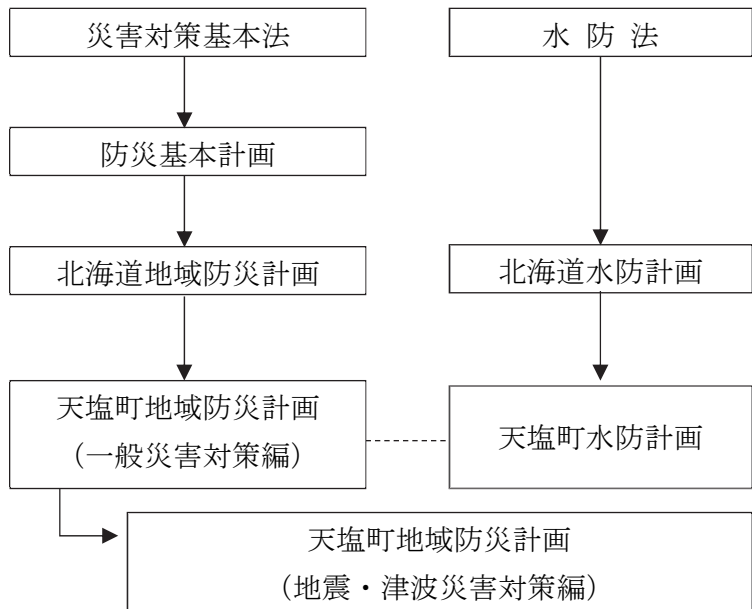 災害対策基本法
水防法
防災基本計画
北海道地域防災計画
北海道水防計画
天塩町地域防災計画
（一般災害対策編）
天塩町水防計画
天塩町地域防災計画
（地震・津波災害対策編）